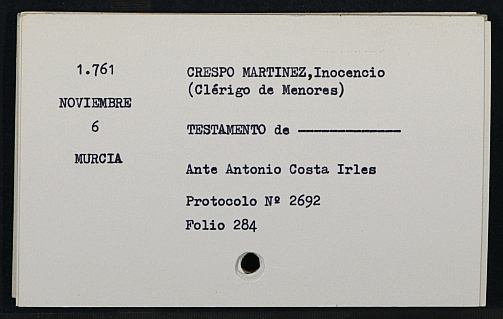 1.761
NOVIEMBRE
6
MURCIA
CRESPO MARTINEZ,Inocencio
(Clérigo de Menores)
TESTAMENTO de ---------------
Ante Antonio Costa Irles
Protocolo Nº 2692
Folio 284